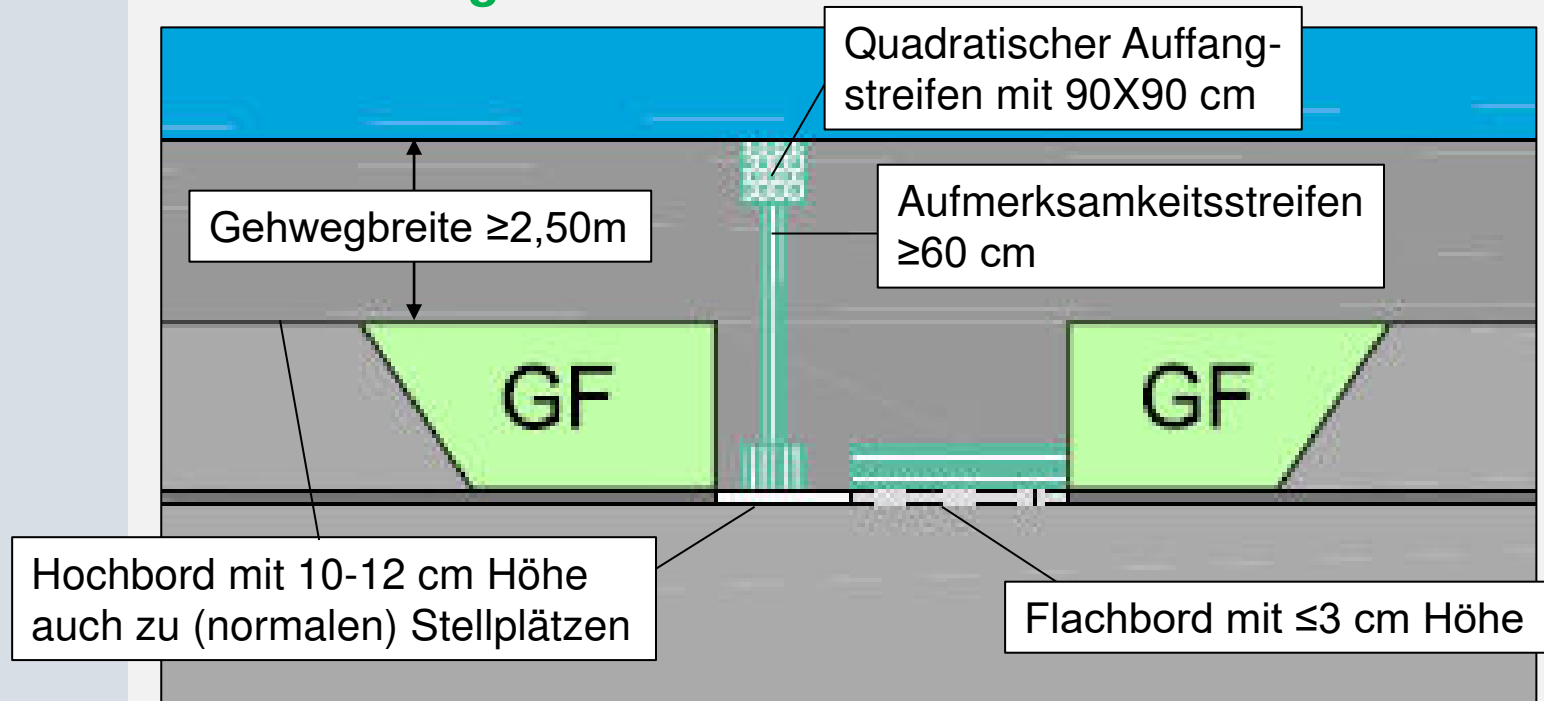 Quadratischer Auffang-
streifen mit 90X90 cm
Aufmerksamkeitsstreifen
≥60 cm
Gehwegbreite ≥2,50m
GF
GF
Hochbord mit 10-12 cm Höhe
auch zu (normalen) Stellplätzen
Flachbord mit ≤3 cm Höhe